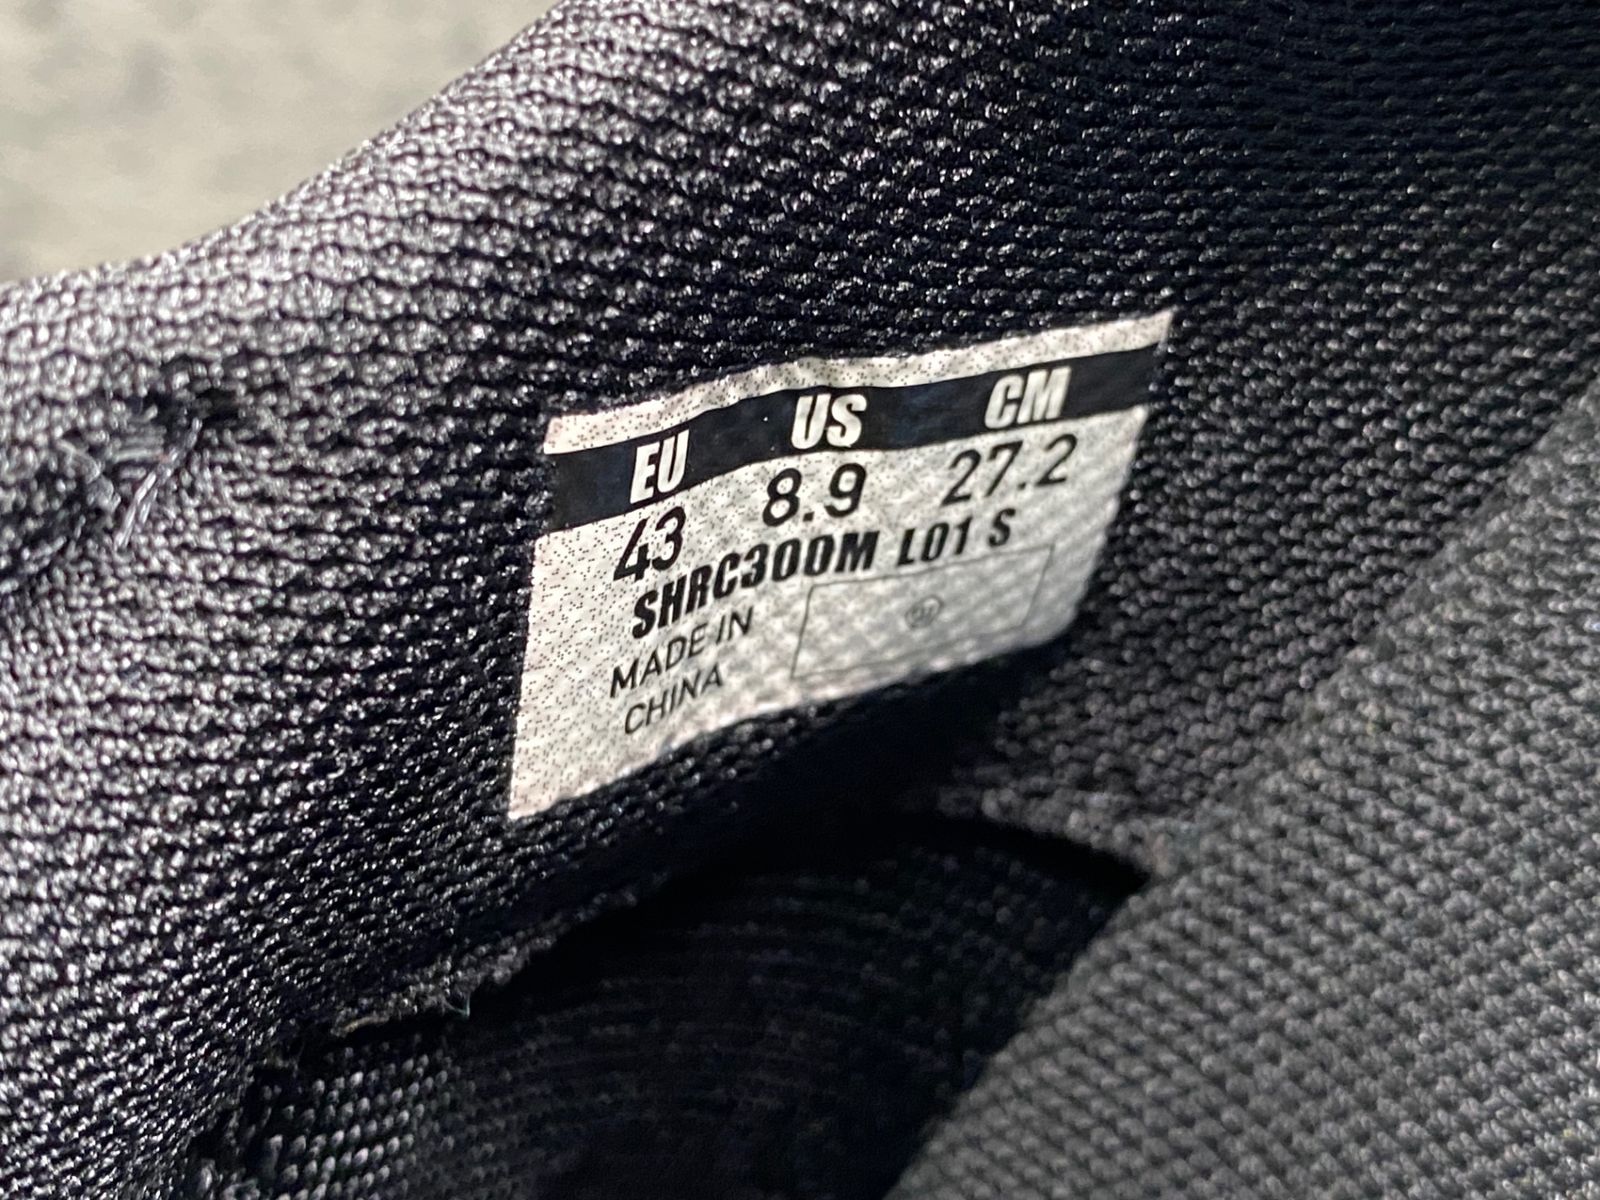 EU US CM
43 8.9 27.2
SHRC300M L01 S
MADE IN
CHINA